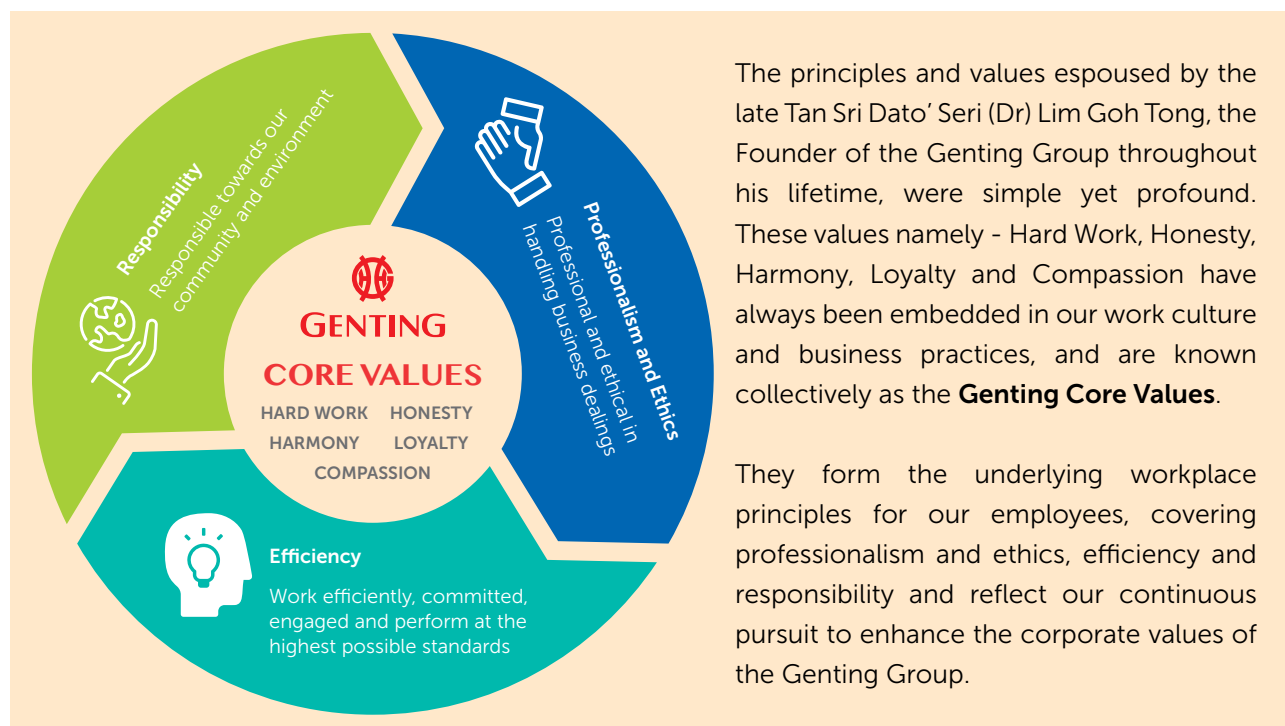 Responsibility
Responsible towards our
community and environment
Professionalism and Ethics
Professional and ethical in
handling business dealings
GENTING
CORE VALUES
HARD WORK HONESTY
HARMONY LOYALTY
COMPASSION
Efficiency
Work efficiently, committed,
engaged and perform at the
highest possible standards
The principles and values espoused by the
late Tan Sri Dato’ Seri (Dr) Lim Goh Tong, the
Founder of the Genting Group throughout
his lifetime, were simple yet profound.
These values namely - Hard Work, Honesty,
Harmony, Loyalty and Compassion have
always been embedded in our work culture
and business practices, and are known
collectively as the Genting Core Values.
They form the underlying workplace
principles for our employees, covering
professionalism and ethics, efficiency and
responsibility and reflect our continuous
pursuit to enhance the corporate values of
the Genting Group.